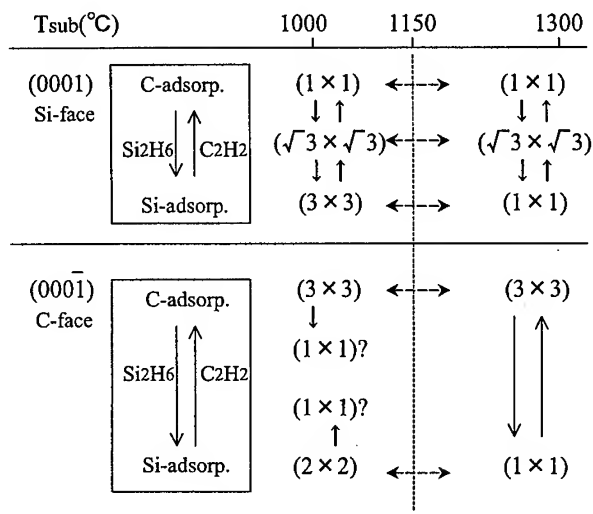 Tsub(℃) 1000 1150 1300
(0001) C-adsorp. (1×1) (1×1)
Si-face
Si2H6 C2H2 (√3×√3) (√3×√3)
Si-adsorp. (3×3) (1×1)
(0001̄) C-adsorp. (3×3) (3×3)
C-face
(1×1)?
Si2H6 C2H2
(1×1)?
Si-adsorp. (2×2) (1×1)